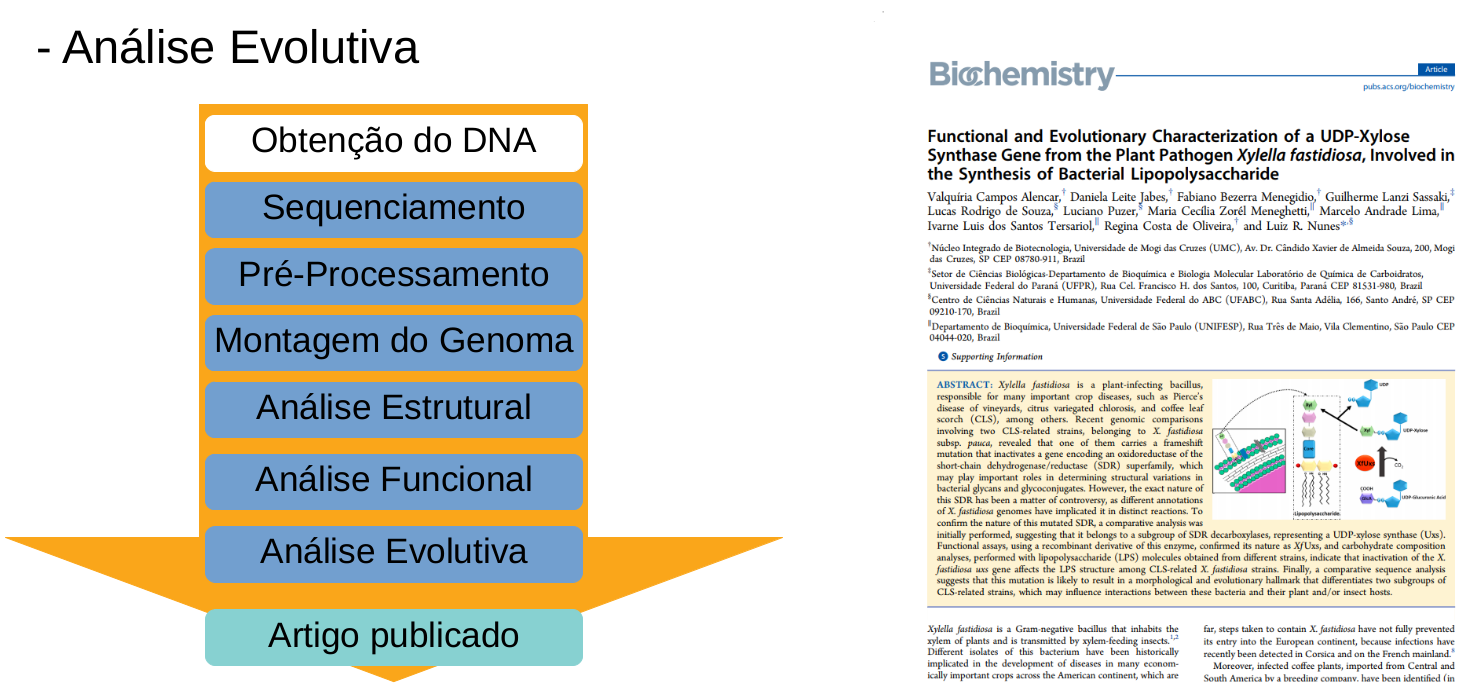 - Análise Evolutiva
Obtenção do DNA
Sequenciamento
Pré-Processamento
Montagem do Genoma
Análise Estrutural
Análise Funcional
Análise Evolutiva
Artigo publicado
Biochemistry
Article
pubs.acs.org/biochemistry
Functional and Evolutionary Characterization of a UDP-Xylose
Synthase Gene from the Plant Pathogen Xylella fastidiosa, Involved in
the Synthesis of Bacterial Lipopolysaccharide
Valquíria Campos Alencar,† Daniela Leite Jabes,† Fabiano Bezerra Menegidio,† Guilherme Lanzi Sassaki,‡
Lucas Rodrigo de Souza,§ Luciano Puzer,§ Maria Cecília Zorél Meneghetti,∥ Marcelo Andrade Lima,∥
Ivarne Luis dos Santos Tersariol,∥ Regina Costa de Oliveira,† and Luiz R. Nunes*,§
†Núcleo Integrado de Biotecnologia, Universidade de Mogi das Cruzes (UMC), Av. Dr. Cândido Xavier de Almeida Souza, 200, Mogi
das Cruzes, SP CEP 08780-911, Brazil
‡Setor de Ciências Biológicas-Departamento de Bioquímica e Biologia Molecular Laboratório de Química de Carboidratos,
Universidade Federal do Paraná (UFPR), Rua Cel. Francisco H. dos Santos, 100, Curitiba, Paraná CEP 81531-980, Brazil
§Centro de Ciências Naturais e Humanas, Universidade Federal do ABC (UFABC), Rua Santa Adélia, 166, Santo André, SP CEP
09210-170, Brazil
∥Departamento de Bioquímica, Universidade Federal de São Paulo (UNIFESP), Rua Três de Maio, Vila Clementino, São Paulo CEP
04044-020, Brazil
S Supporting Information
ABSTRACT: Xylella fastidiosa is a plant-infecting bacillus,
responsible for many important crop diseases, such as Pierce's
disease of vineyards, citrus variegated chlorosis, and coffee leaf
scorch (CLS), among others. Recent genomic comparisons
involving two CLS-related strains, belonging to X. fastidiosa
subsp. pauca, revealed that one of them carries a frameshift
mutation that inactivates a gene encoding an oxidoreductase of the
short-chain dehydrogenase/reductase (SDR) superfamily, which
may play important roles in determining structural variations in
bacterial glycans and glycoconjugates. However, the exact nature of
this SDR has been a matter of controversy, as different annotations
of X. fastidiosa genomes have implicated it in distinct reactions. To
confirm the nature of this mutated SDR, a comparative analysis was
initially performed, suggesting that it belongs to a subgroup of SDR decarboxylases, representing a UDP-xylose synthase (Uxs).
Functional assays, using a recombinant derivative of this enzyme, confirmed its nature as XfUxs, and carbohydrate composition
analyses, performed with lipopolysaccharide (LPS) molecules obtained from different strains, indicate that inactivation of the X.
fastidiosa uxs gene affects the LPS structure among CLS-related X. fastidiosa strains. Finally, a comparative sequence analysis
suggests that this mutation is likely to result in a morphological and evolutionary hallmark that differentiates two subgroups of
CLS-related strains, which may influence interactions between these bacteria and their plant and/or insect hosts.
UDP
Xyl
Xyl
UDP-Xylose
Core
XfUxs
CO2
COOH
UDP-Glucuronic Acid
Lipopolysaccharide
Xylella fastidiosa is a Gram-negative bacillus that inhabits the
xylem of plants and is transmitted by xylem-feeding insects.1,2
Different isolates of this bacterium have been historically
implicated in the development of diseases in many econom-
ically important crops across the American continent, which are
far, steps taken to contain X. fastidiosa have not fully prevented
its entry into the European continent, because infections have
recently been detected in Corsica and on the French mainland.8
Moreover, infected coffee plants, imported from Central and
South America by a breeding company, have been identified (in